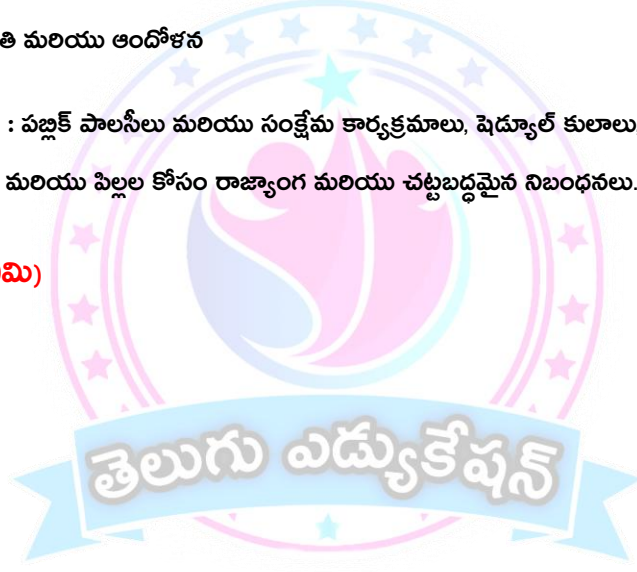 తి మరియు ఆందోళన
: పబ్లిక్ పాలసీలు మరియు సంక్షేమ కార్యక్రమాలు, షెడ్యూల్ కులాలు
మరియు పిల్లల కోసం రాజ్యాంగ మరియు చట్టబద్ధమైన నిబంధనలు.
మి)
తెలుగు ఎడ్యుకేషన్